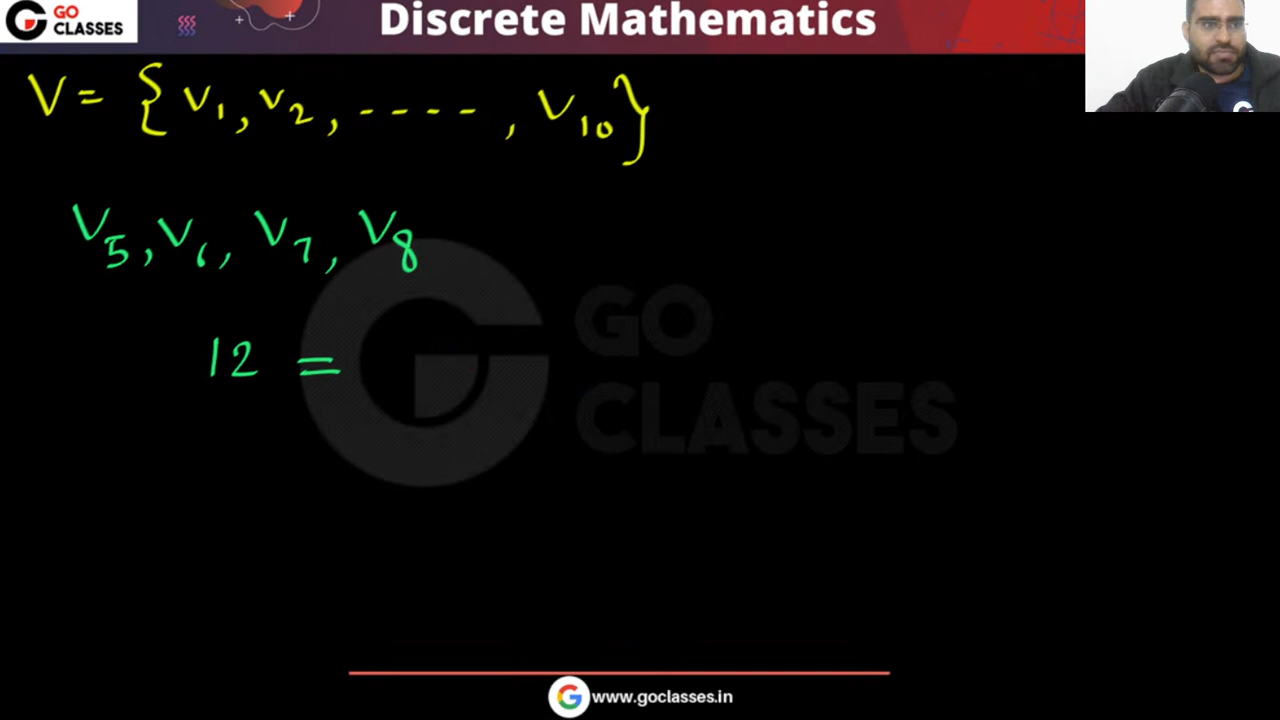 GO CLASSES
Discrete Mathematics
V = { V₁, V₂, - - - - , V₁₀ }
V₅, V₆, V₇, V₈
GO
CLASSES
12 =
www.goclasses.in